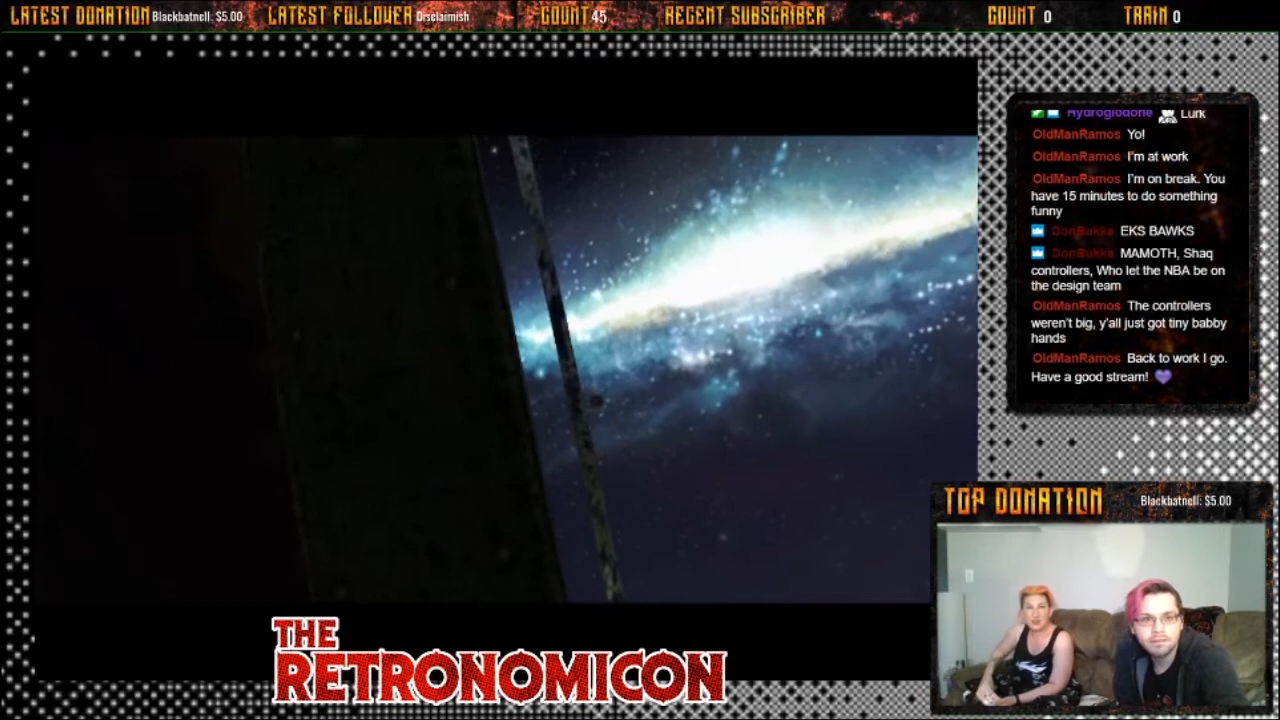 LATEST DONATION Blackbatnell: $5.00 LATEST FOLLOWER Disclaimish COUNT 45 RECENT SUBSCRIBER COUNT 0 TRAIN 0
Hydroglodone Lurk
OldManRamos Yo!
OldManRamos I'm at work
OldManRamos I'm on break. You
have 15 minutes to do something
funny
DonBukka EKS BAWKS
DonBukka MAMOTH, Shaq
controllers, Who let the NBA be on
the design team
OldManRamos The controllers
weren't big, y'all just got tiny babby
hands
OldManRamos Back to work I go.
Have a good stream!
TOP DONATION Blackbatnell: $5.00
THE
RETRONOMICON